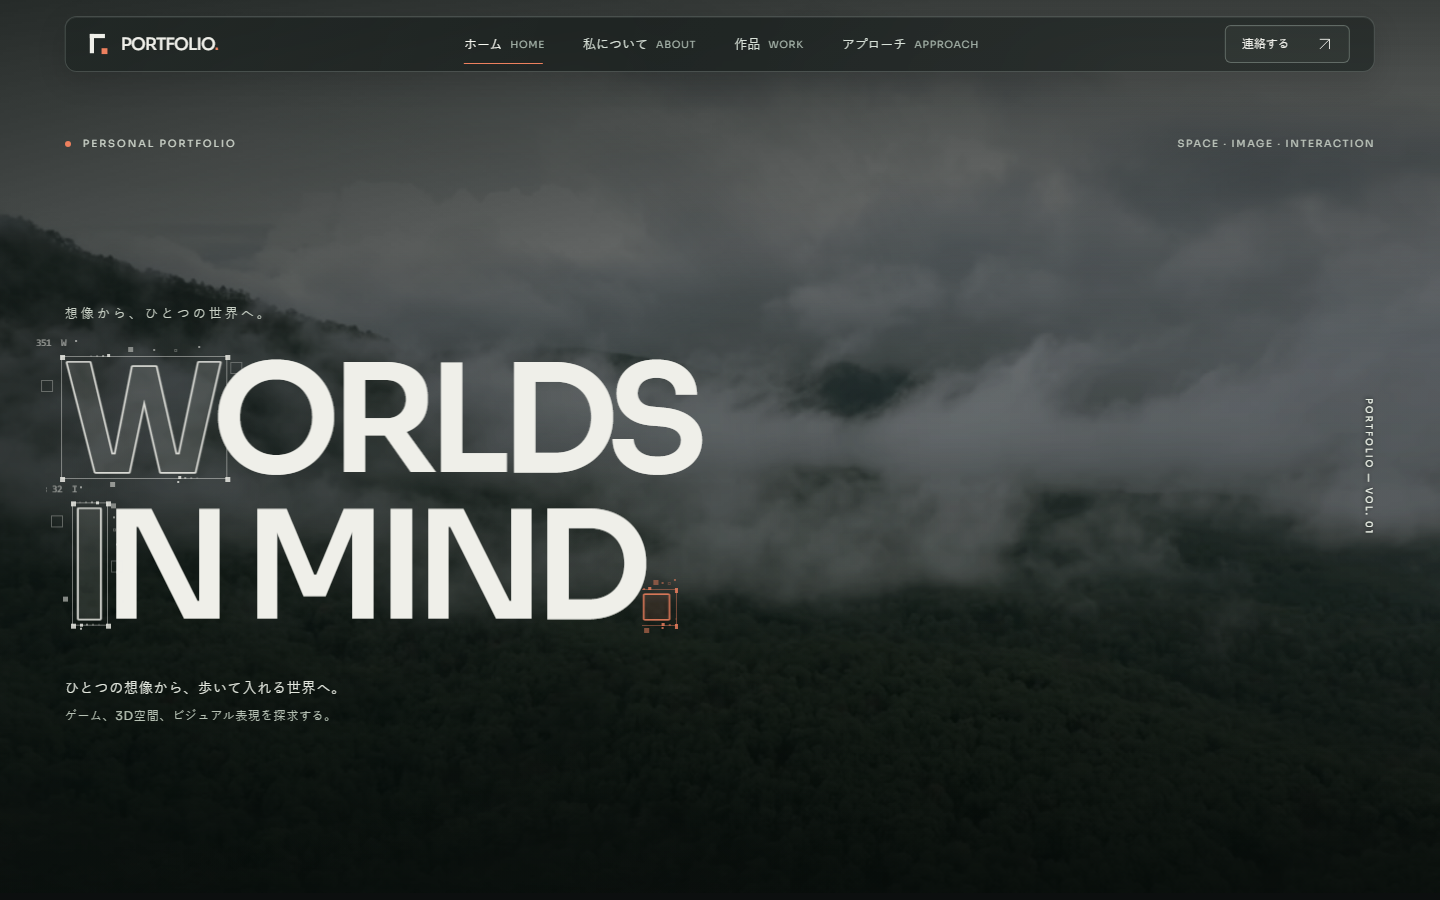 PORTFOLIO.
ホーム HOME 私について ABOUT 作品 WORK アプローチ APPROACH
連絡する
PERSONAL PORTFOLIO
SPACE · IMAGE · INTERACTION
想像から、ひとつの世界へ。
351 W
WORLDS
32 I
IN MIND.
PORTFOLIO — VOL. 01
ひとつの想像から、歩いて入れる世界へ。
ゲーム、3D空間、ビジュアル表現を探求する。